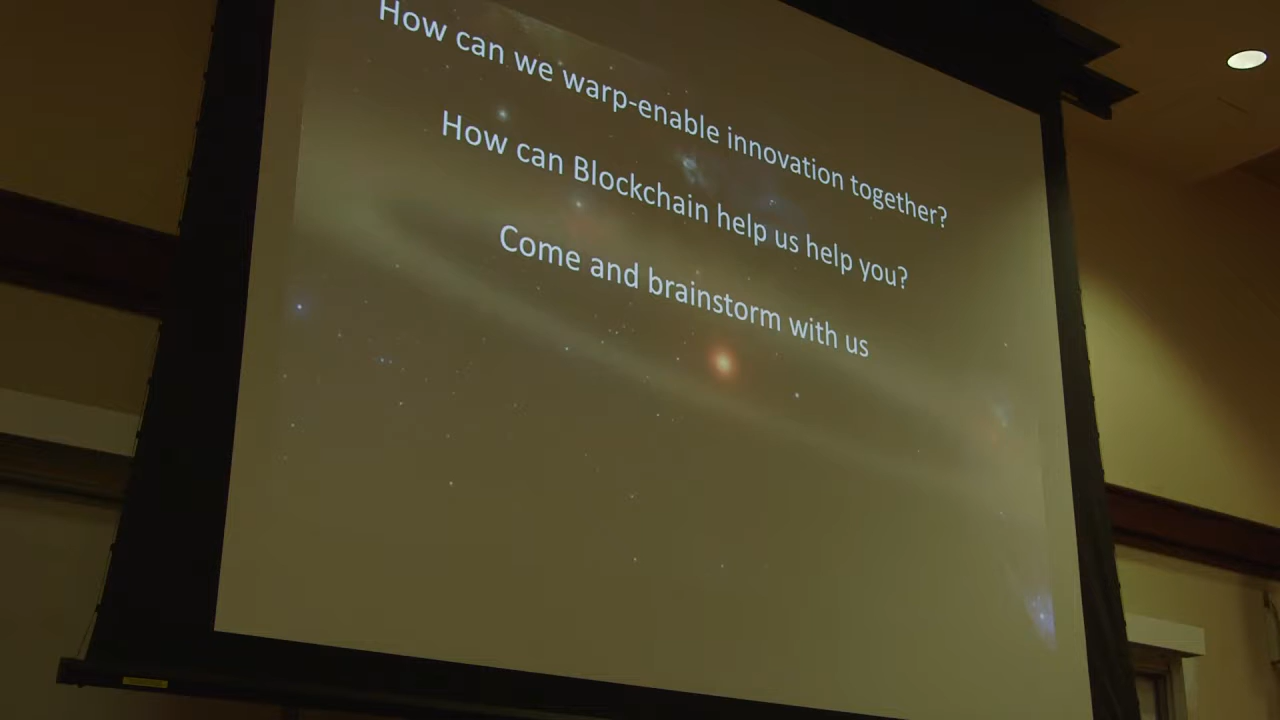 How can we warp-enable innovation together?
How can Blockchain help us help you?
Come and brainstorm with us